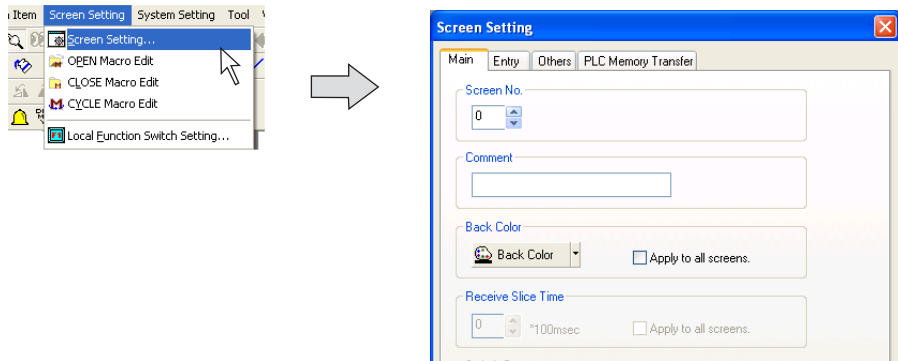 Item Screen Setting System Setting Tool
Screen Setting...
OPEN Macro Edit
CLOSE Macro Edit
CYCLE Macro Edit
Local Function Switch Setting...
Screen Setting
Main Entry Others PLC Memory Transfer
Screen No.
0
Comment
Back Color
Back Color Apply to all screens.
Receive Slice Time
0 *100msec Apply to all screens.